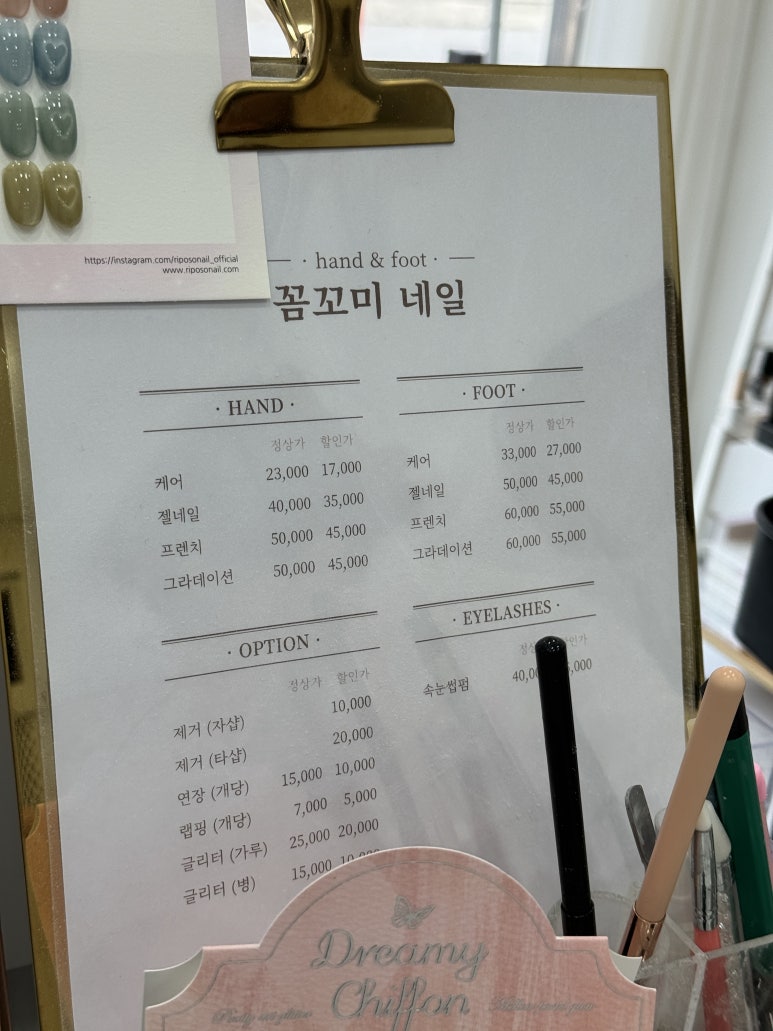 https://instagram.com/riposonail_official
www.riposonail.com
· hand & foot ·
꼼꼬미 네일
· HAND ·
정상가 할인가
케어 23,000 17,000
젤네일 40,000 35,000
프렌치 50,000 45,000
그라데이션 50,000 45,000
· FOOT ·
정상가 할인가
케어 33,000 27,000
젤네일 50,000 45,000
프렌치 60,000 55,000
그라데이션 60,000 55,000
· OPTION ·
정상가 할인가
제거 (자샵) 10,000
제거 (타샵) 20,000
연장 (개당) 15,000 10,000
랩핑 (개당) 7,000 5,000
글리터 (가루) 25,000 20,000
글리터 (병) 15,000 10,000
· EYELASHES ·
속눈썹펌
Dreamy
Chiffon